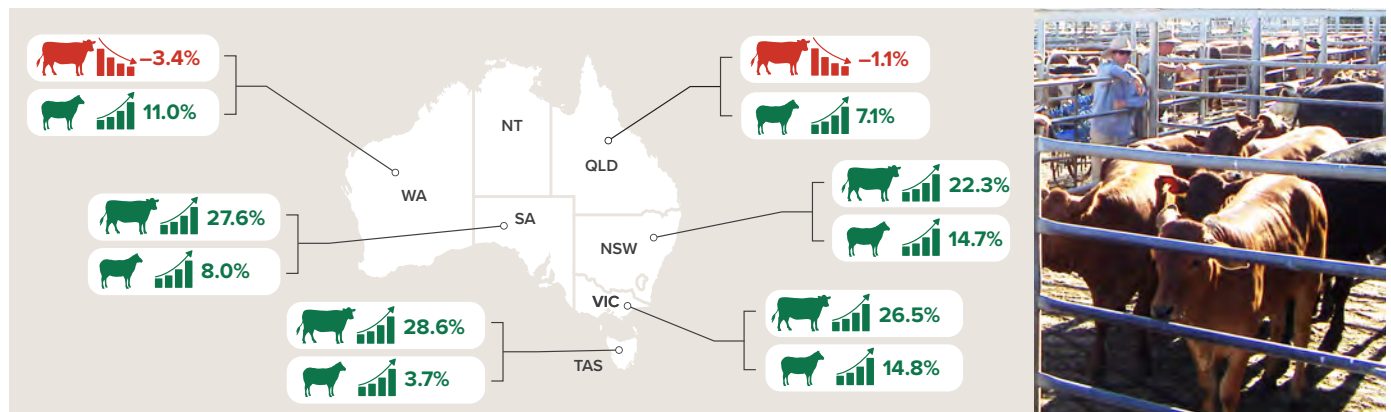 –3.4%
11.0%
27.6%
8.0%
28.6%
3.7%
WA
NT
SA
QLD
NSW
VIC
TAS
–1.1%
7.1%
22.3%
14.7%
26.5%
14.8%